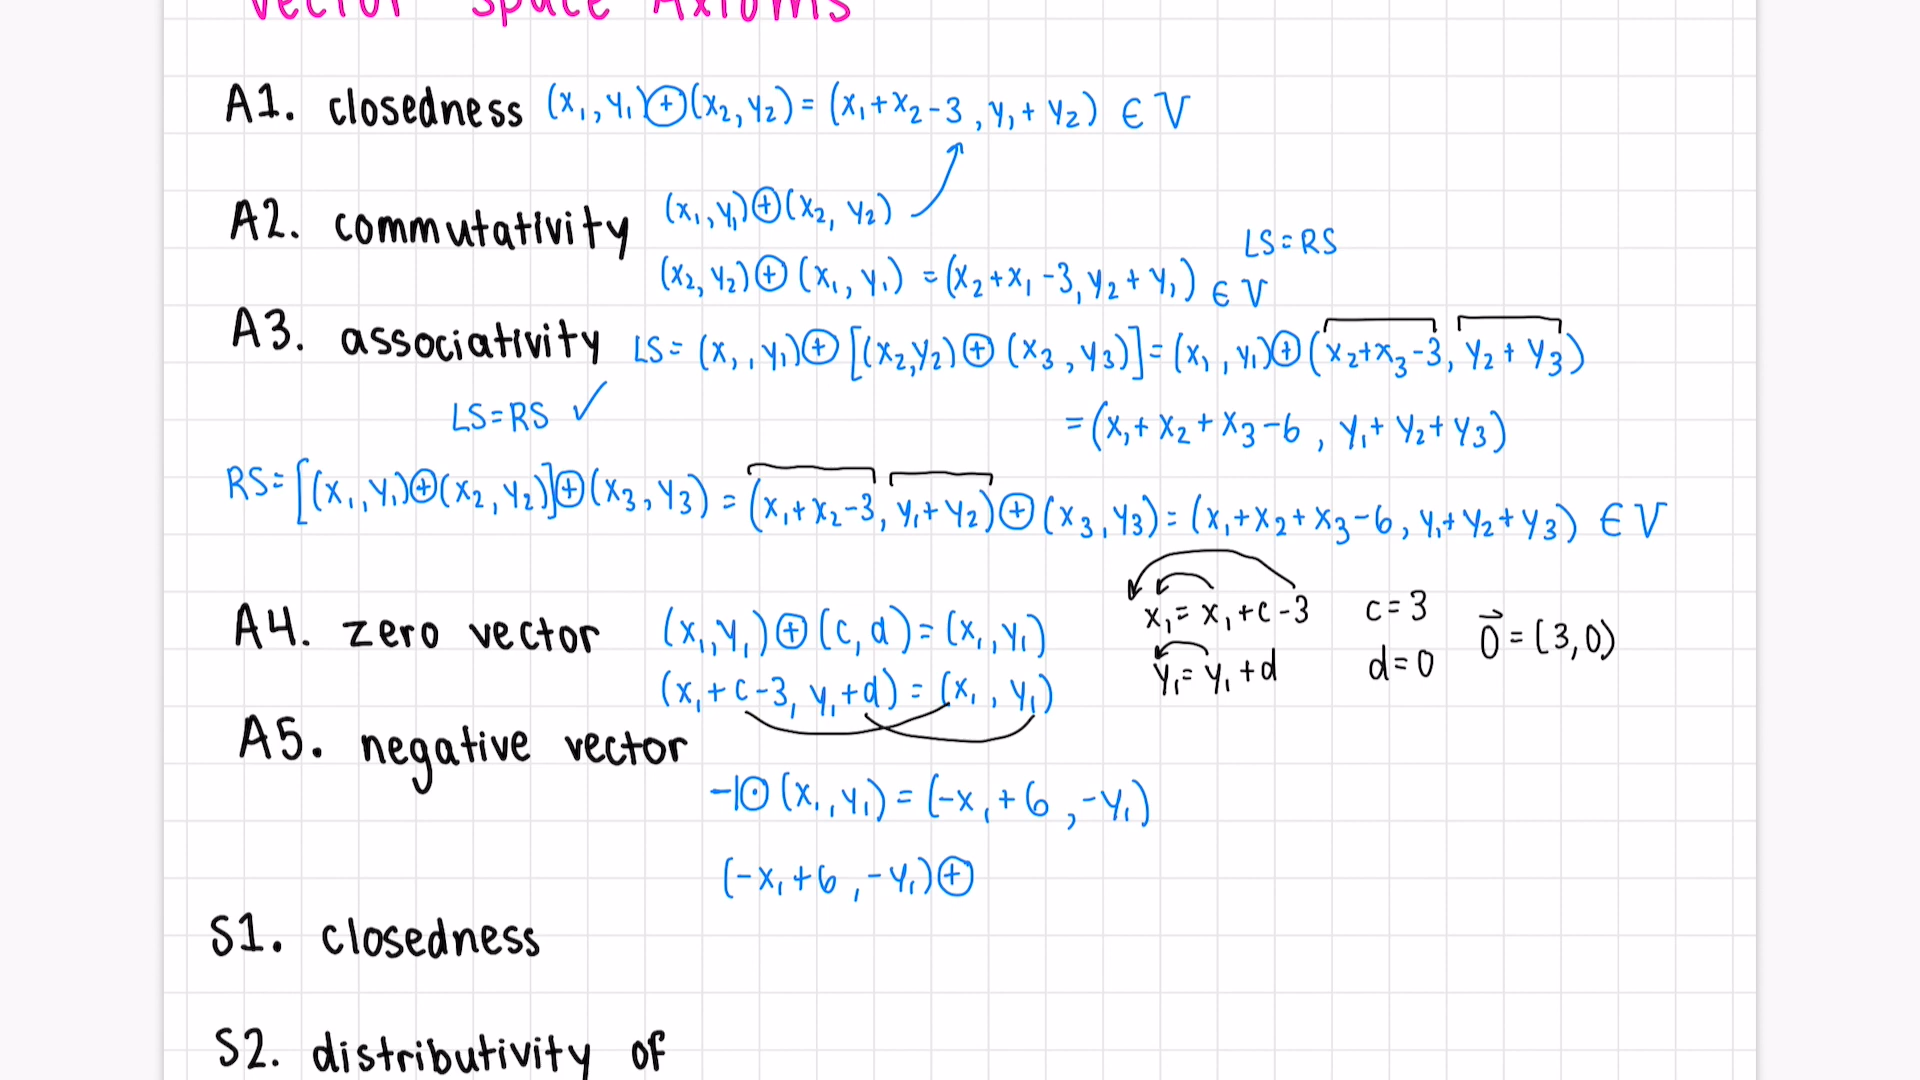 Vector Space Axioms
A1. closedness (x₁, y₁)⊕(x₂, y₂) = (x₁+x₂-3, y₁+y₂) ∈ V
A2. commutativity (x₁, y₁)⊕(x₂, y₂)
LS=RS
(x₂, y₂)⊕(x₁, y₁) = (x₂+x₁-3, y₂+y₁) ∈ V
A3. associativity LS= (x₁, y₁)⊕[(x₂,y₂)⊕(x₃, y₃)] = (x₁, y₁)⊕(x₂+x₃-3, y₂+y₃)
LS=RS ✓ = (x₁+x₂+x₃-6, y₁+y₂+y₃)
RS= [(x₁, y₁)⊕(x₂, y₂)]⊕(x₃, y₃) = (x₁+x₂-3, y₁+y₂)⊕(x₃, y₃) = (x₁+x₂+x₃-6, y₁+y₂+y₃) ∈ V
A4. zero vector (x₁, y₁)⊕(c, d) = (x₁, y₁) x₁ = x₁+c-3 c=3 0⃗ = (3,0)
(x₁+c-3, y₁+d) = (x₁, y₁) y₁ = y₁+d d=0
A5. negative vector
-1⊙(x₁, y₁) = (-x₁+6, -y₁)
(-x₁+6, -y₁)⊕
S1. closedness
S2. distributivity of